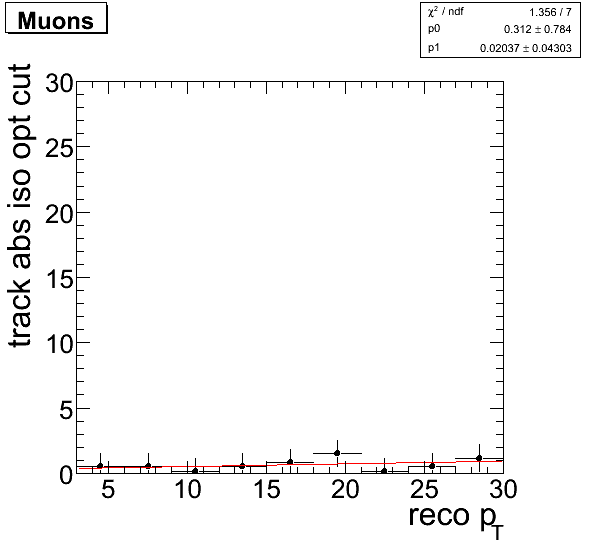 Muons
χ² / ndf 1.356 / 7
p0 0.312 ± 0.784
p1 0.02037 ± 0.04303
track abs iso opt cut
30
25
20
15
10
5
0
5 10 15 20 25 30
reco pT